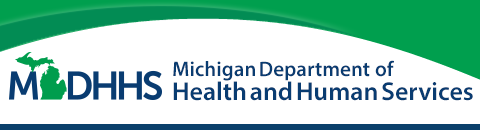 MDHHS
Michigan Department of
Health and Human Services